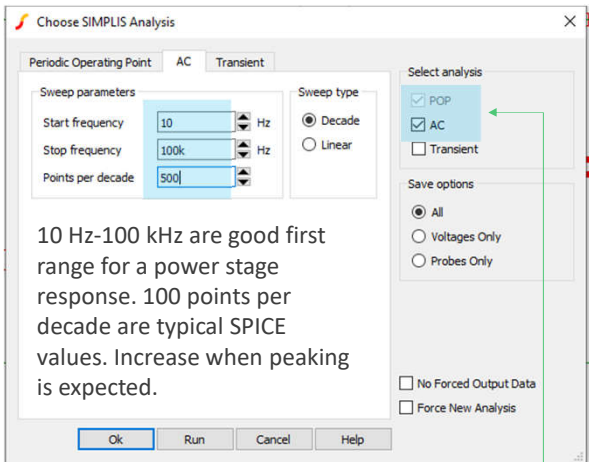 Choose SIMPLIS Analysis
Periodic Operating Point AC Transient
Sweep parameters
Start frequency 10 Hz
Stop frequency 100k Hz
Points per decade 500
Sweep type
Decade
Linear
10 Hz-100 kHz are good first
range for a power stage
response. 100 points per
decade are typical SPICE
values. Increase when peaking
is expected.
Select analysis
POP
AC
Transient
Save options
All
Voltages Only
Probes Only
No Forced Output Data
Force New Analysis
Ok Run Cancel Help